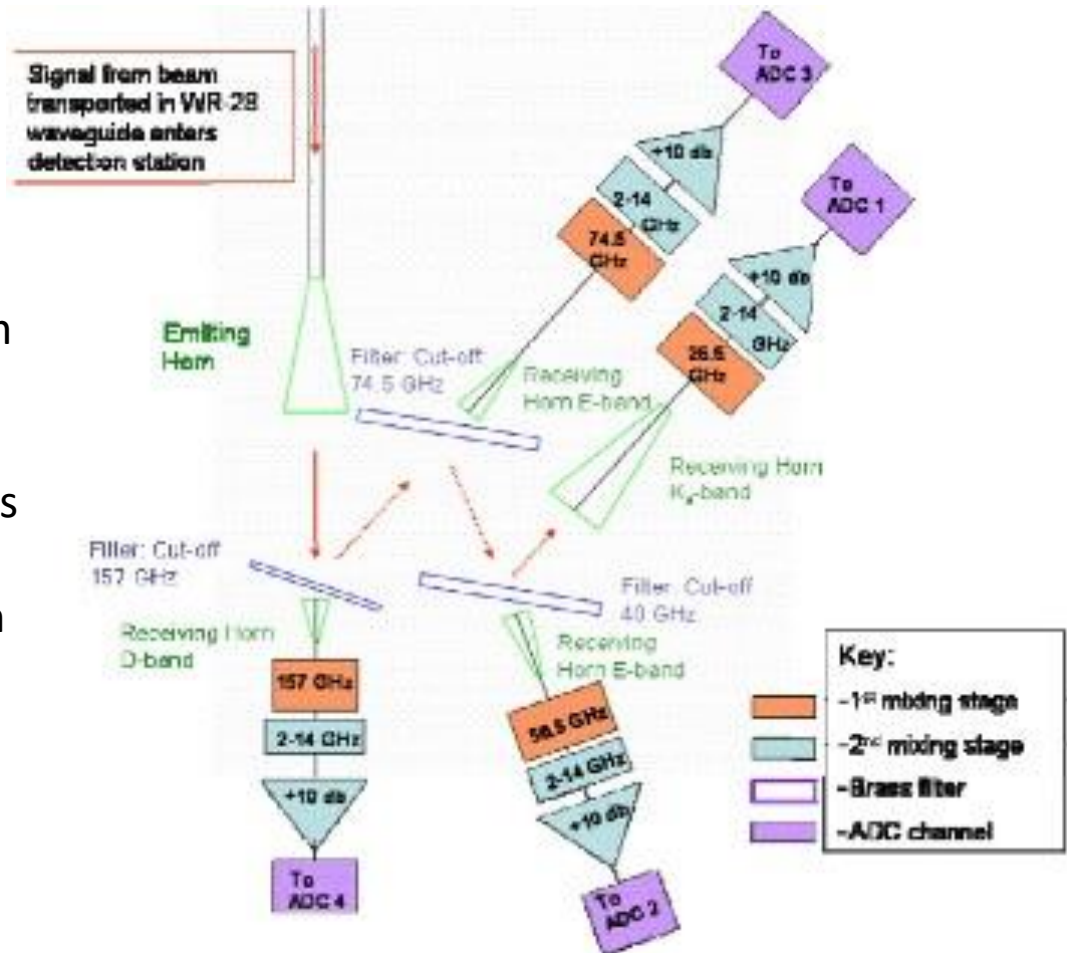 Signal from beam
transported in WR-28
waveguide enters
detection station
To
ADC 3
+10 db
2-14
GHz
74.5
GHz
To
ADC 1
+10 db
2-14
GHz
26.5
GHz
Emitting
Horn
Filter: Cut-off
74.5 GHz
Receiving
Horn E-band
Receiving Horn
Kₐ-band
Filter: Cut-off
157 GHz
Filter: Cut-off
40 GHz
Receiving Horn
D-band
Receiving
Horn E-band
157 GHz
2-14 GHz
+10 db
To
ADC 4
56.5 GHz
2-14 GHz
+10 db
To
ADC 2
Key:
-1st mixing stage
-2nd mixing stage
-Brass filter
-ADC channel